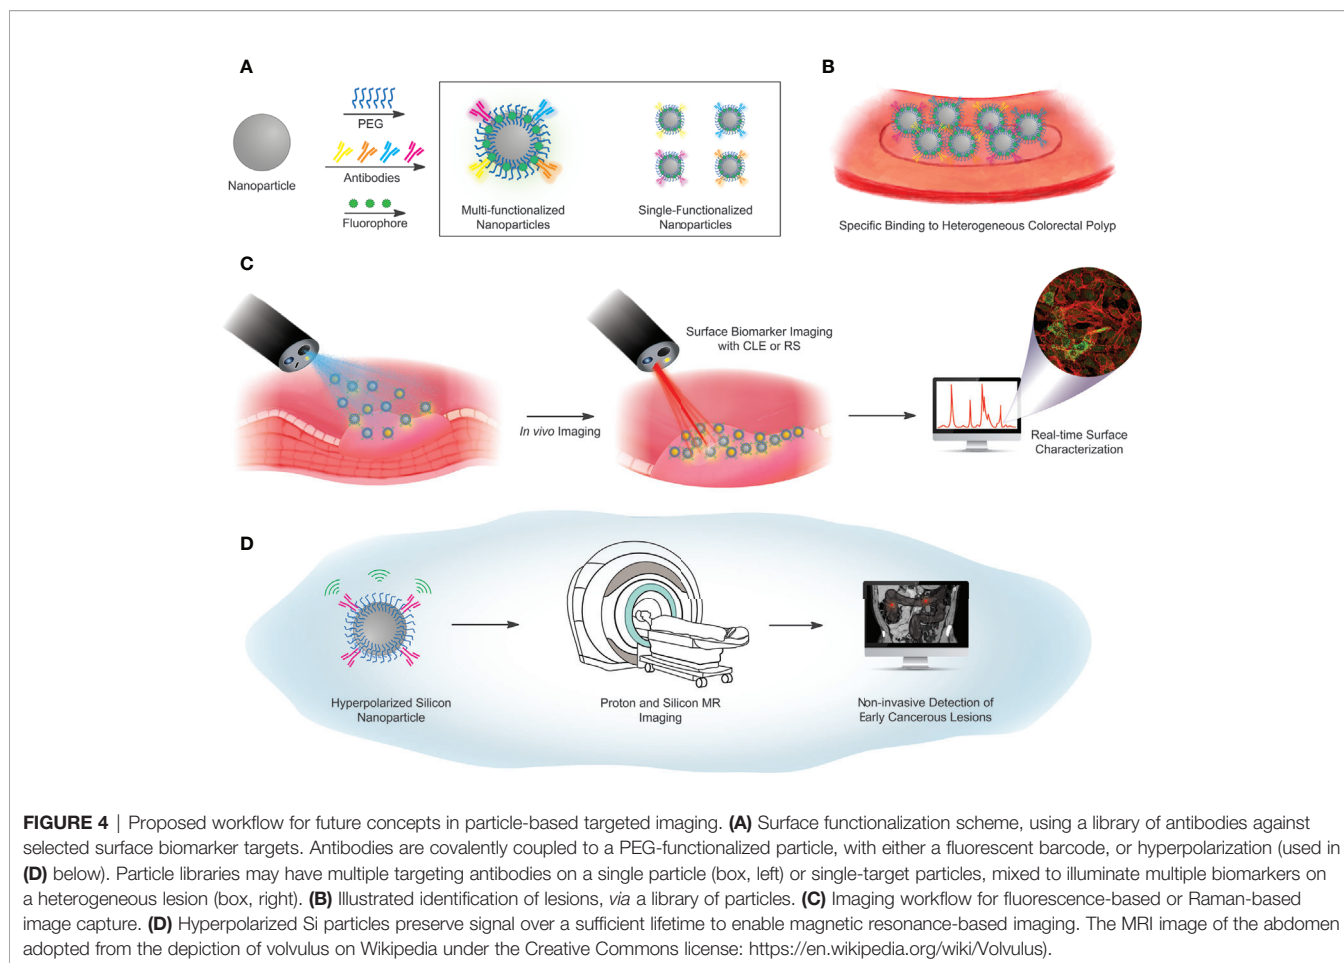 A
PEG
Nanoparticle
Antibodies
Fluorophore
Multi-functionalized
Nanoparticles
Single-Functionalized
Nanoparticles
B
Specific Binding to Heterogeneous Colorectal Polyp
C
In vivo Imaging
Surface Biomarker Imaging
with CLE or RS
Real-time Surface
Characterization
D
Hyperpolarized Silicon
Nanoparticle
Proton and Silicon MR
Imaging
Non-invasive Detection of
Early Cancerous Lesions
FIGURE 4 | Proposed workflow for future concepts in particle-based targeted imaging. (A) Surface functionalization scheme, using a library of antibodies against
selected surface biomarker targets. Antibodies are covalently coupled to a PEG-functionalized particle, with either a fluorescent barcode, or hyperpolarization (used in
(D) below). Particle libraries may have multiple targeting antibodies on a single particle (box, left) or single-target particles, mixed to illuminate multiple biomarkers on
a heterogeneous lesion (box, right). (B) Illustrated identification of lesions, via a library of particles. (C) Imaging workflow for fluorescence-based or Raman-based
image capture. (D) Hyperpolarized Si particles preserve signal over a sufficient lifetime to enable magnetic resonance-based imaging. The MRI image of the abdomen
adopted from the depiction of volvulus on Wikipedia under the Creative Commons license: https://en.wikipedia.org/wiki/Volvulus).